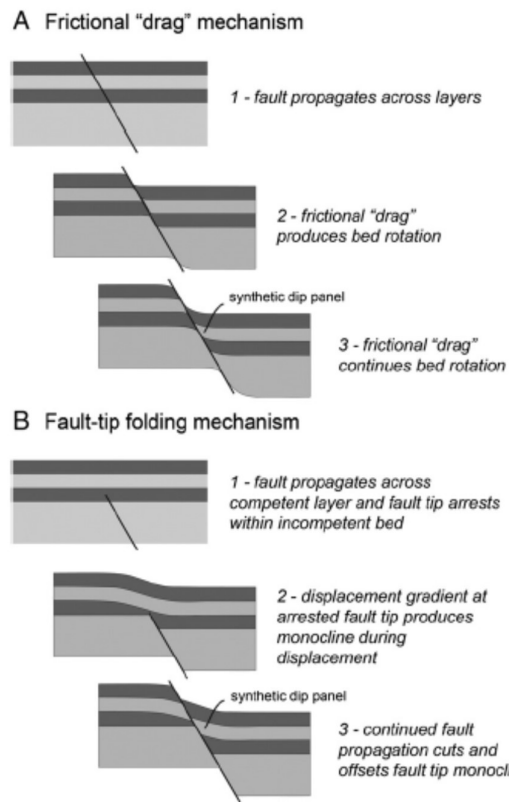 A Frictional “drag” mechanism
1 - fault propagates across layers
2 - frictional “drag”
produces bed rotation
synthetic dip panel
3 - frictional “drag”
continues bed rotation
B Fault-tip folding mechanism
1 - fault propagates across
competent layer and fault tip arrests
within incompetent bed
2 - displacement gradient at
arrested fault tip produces
monocline during
displacement
synthetic dip panel
3 - continued fault
propagation cuts and
offsets fault tip monocl